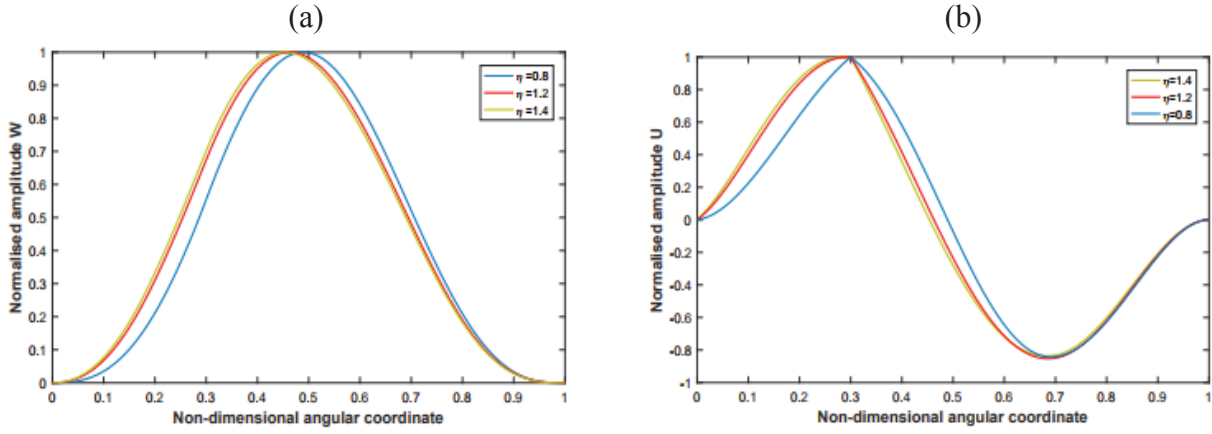 (a)
Normalised amplitude W
1
0.9
0.8
0.7
0.6
0.5
0.4
0.3
0.2
0.1
0
0 0.1 0.2 0.3 0.4 0.5 0.6 0.7 0.8 0.9 1
Non-dimensional angular coordinate
η =0.8
η =1.2
η =1.4
(b)
Normalised amplitude U
1
0.8
0.6
0.4
0.2
0
-0.2
-0.4
-0.6
-0.8
-1
0 0.1 0.2 0.3 0.4 0.5 0.6 0.7 0.8 0.9 1
Non-dimensional angular coordinate
η=1.4
η=1.2
η=0.8